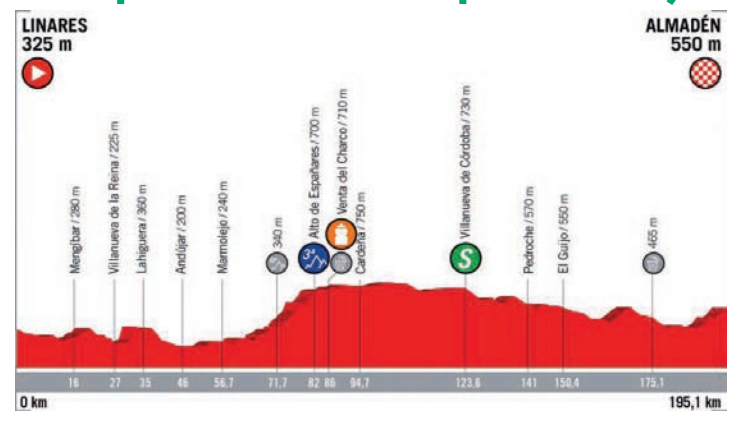 LINARES
325 m
ALMADÉN
550 m
Mengíbar / 280 m
Villanueva de la Reina / 225 m
Lahiguera / 360 m
Andújar / 200 m
Marmolejo / 240 m
340 m
Alto de Españares / 700 m
3ª
Venta del Charco / 710 m
Cardeña / 750 m
Villanueva de Córdoba / 730 m
S
Pedroche / 570 m
El Guijo / 550 m
465 m
16
27
35
46
56,7
71,7
82
86
94,7
123,6
141
150,4
175,1
0 km
195,1 km